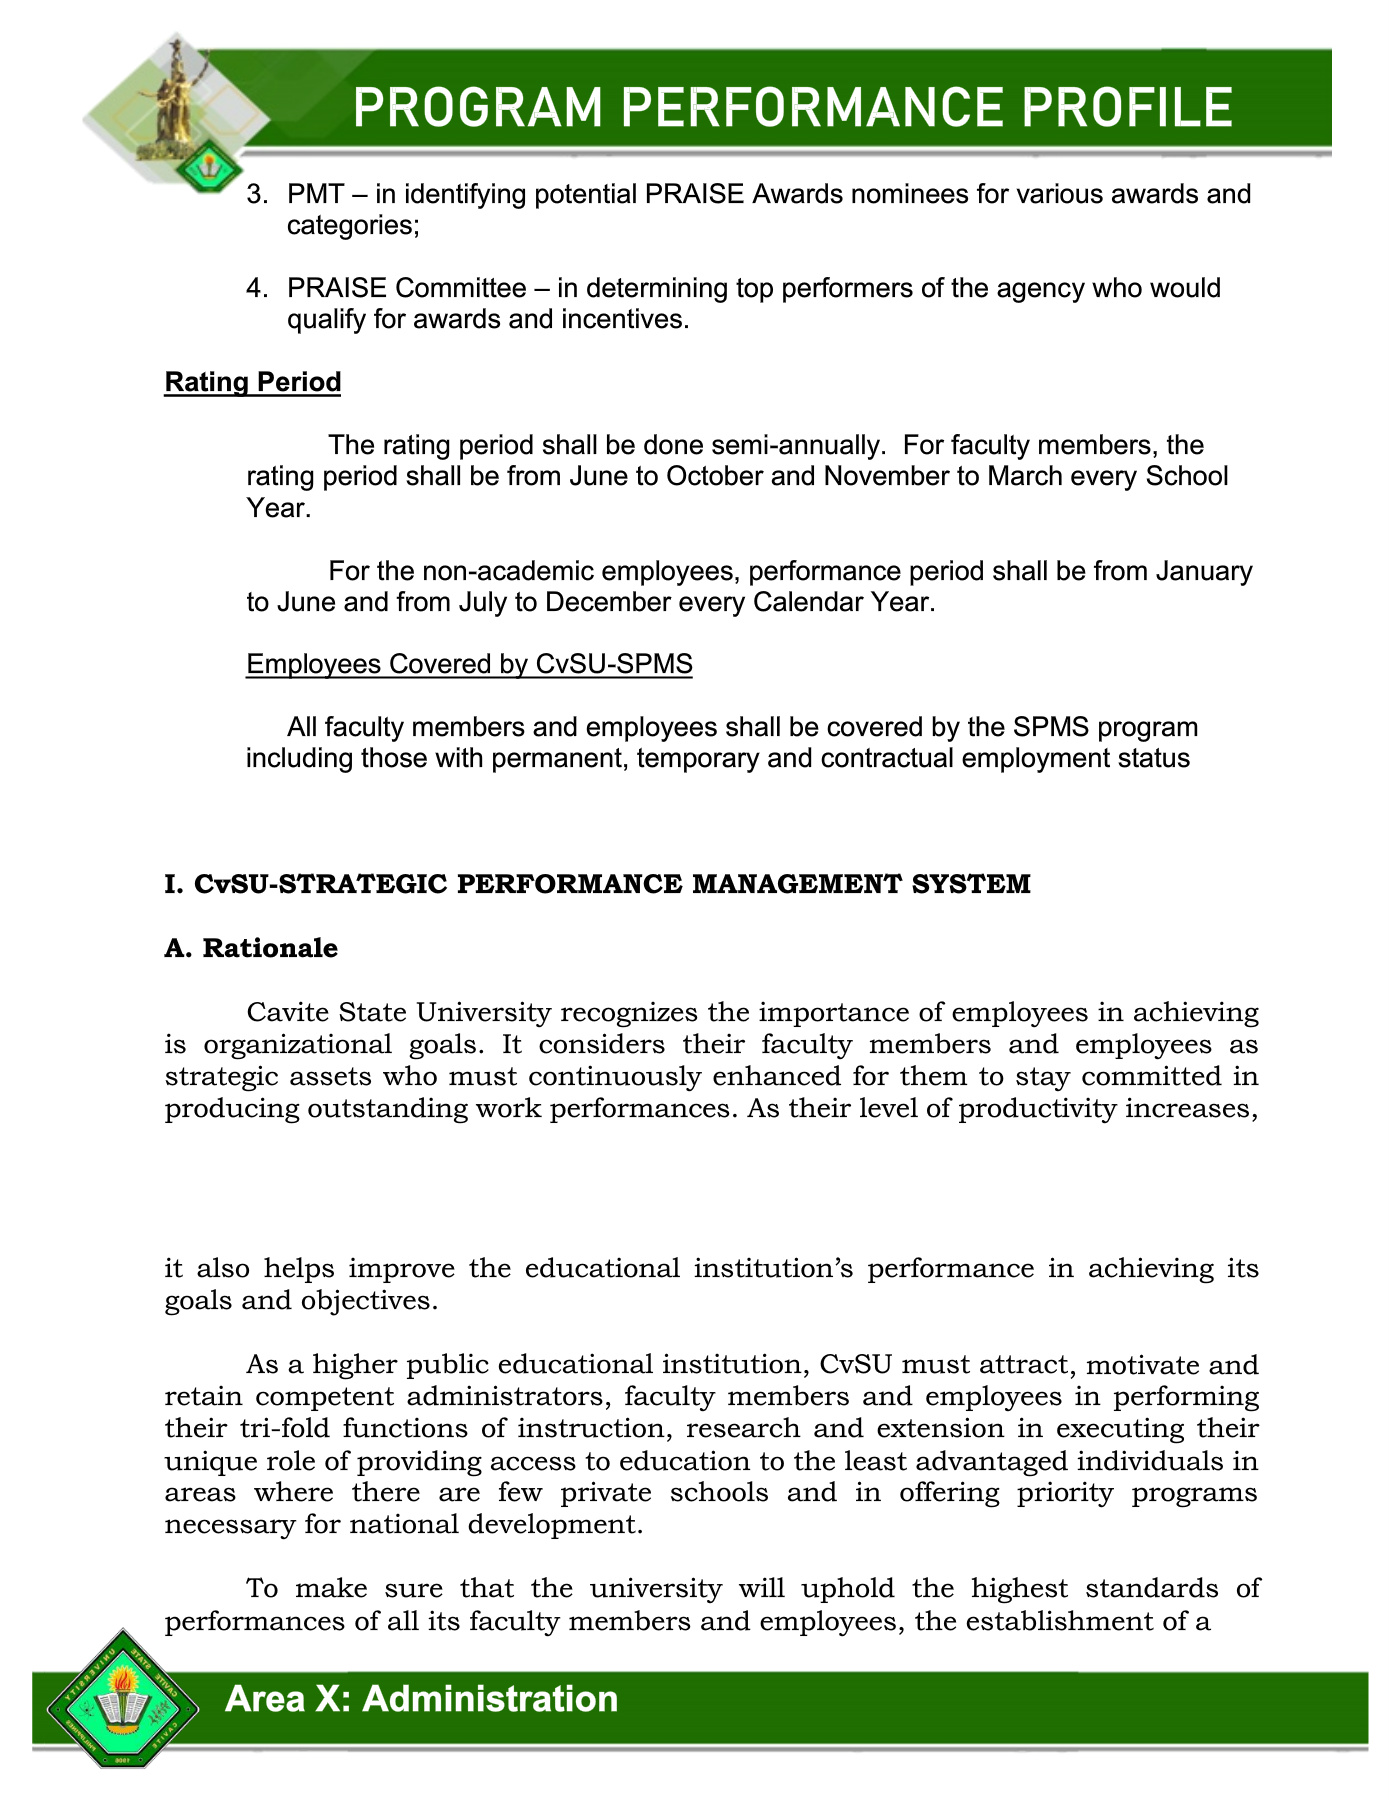 PROGRAM PERFORMANCE PROFILE
3. PMT – in identifying potential PRAISE Awards nominees for various awards and
categories;
4. PRAISE Committee – in determining top performers of the agency who would
qualify for awards and incentives.
Rating Period
The rating period shall be done semi-annually. For faculty members, the
rating period shall be from June to October and November to March every School
Year.
For the non-academic employees, performance period shall be from January
to June and from July to December every Calendar Year.
Employees Covered by CvSU-SPMS
All faculty members and employees shall be covered by the SPMS program
including those with permanent, temporary and contractual employment status
I. CvSU-STRATEGIC PERFORMANCE MANAGEMENT SYSTEM
A. Rationale
Cavite State University recognizes the importance of employees in achieving
is organizational goals. It considers their faculty members and employees as
strategic assets who must continuously enhanced for them to stay committed in
producing outstanding work performances. As their level of productivity increases,
it also helps improve the educational institution’s performance in achieving its
goals and objectives.
As a higher public educational institution, CvSU must attract, motivate and
retain competent administrators, faculty members and employees in performing
their tri-fold functions of instruction, research and extension in executing their
unique role of providing access to education to the least advantaged individuals in
areas where there are few private schools and in offering priority programs
necessary for national development.
To make sure that the university will uphold the highest standards of
performances of all its faculty members and employees, the establishment of a
CAVITE STATE UNIVERSITY
CAVITE
PHILIPPINES
Area X: Administration